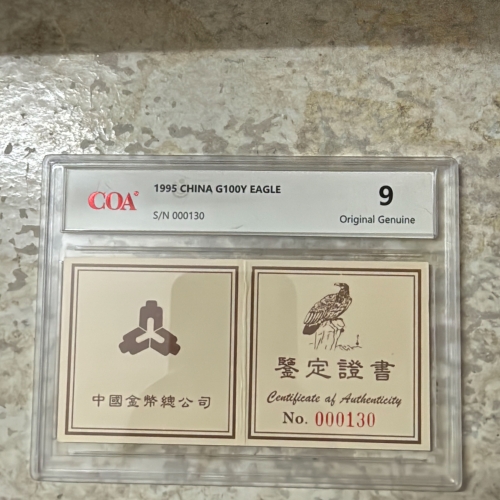 COA®
1995 CHINA G100Y EAGLE
S/N 000130
9
Original Genuine
中國金幣總公司
鑒定證書
Certificate af Authenticity
No. 000130